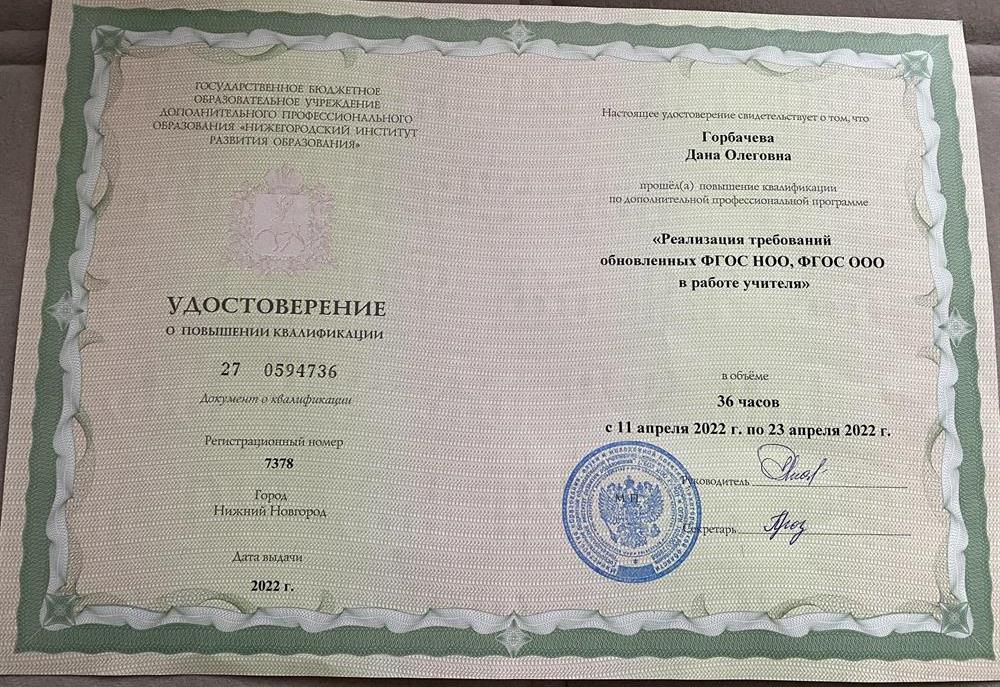 ГОСУДАРСТВЕННОЕ БЮДЖЕТНОЕ
ОБРАЗОВАТЕЛЬНОЕ УЧРЕЖДЕНИЕ
ДОПОЛНИТЕЛЬНОГО ПРОФЕССИОНАЛЬНОГО
ОБРАЗОВАНИЯ «НИЖЕГОРОДСКИЙ ИНСТИТУТ
РАЗВИТИЯ ОБРАЗОВАНИЯ»
УДОСТОВЕРЕНИЕ
О ПОВЫШЕНИИ КВАЛИФИКАЦИИ
27 0594736
Документ о квалификации
Регистрационный номер
7378
Город
Нижний Новгород
Дата выдачи
2022 г.
Настоящее удостоверение свидетельствует о том, что
Горбачева
Дана Олеговна
прошёл(а) повышение квалификации
по дополнительной профессиональной программе
«Реализация требований
обновленных ФГОС НОО, ФГОС ООО
в работе учителя»
в объёме
36 часов
с 11 апреля 2022 г. по 23 апреля 2022 г.
Руководитель
М.П.
Секретарь